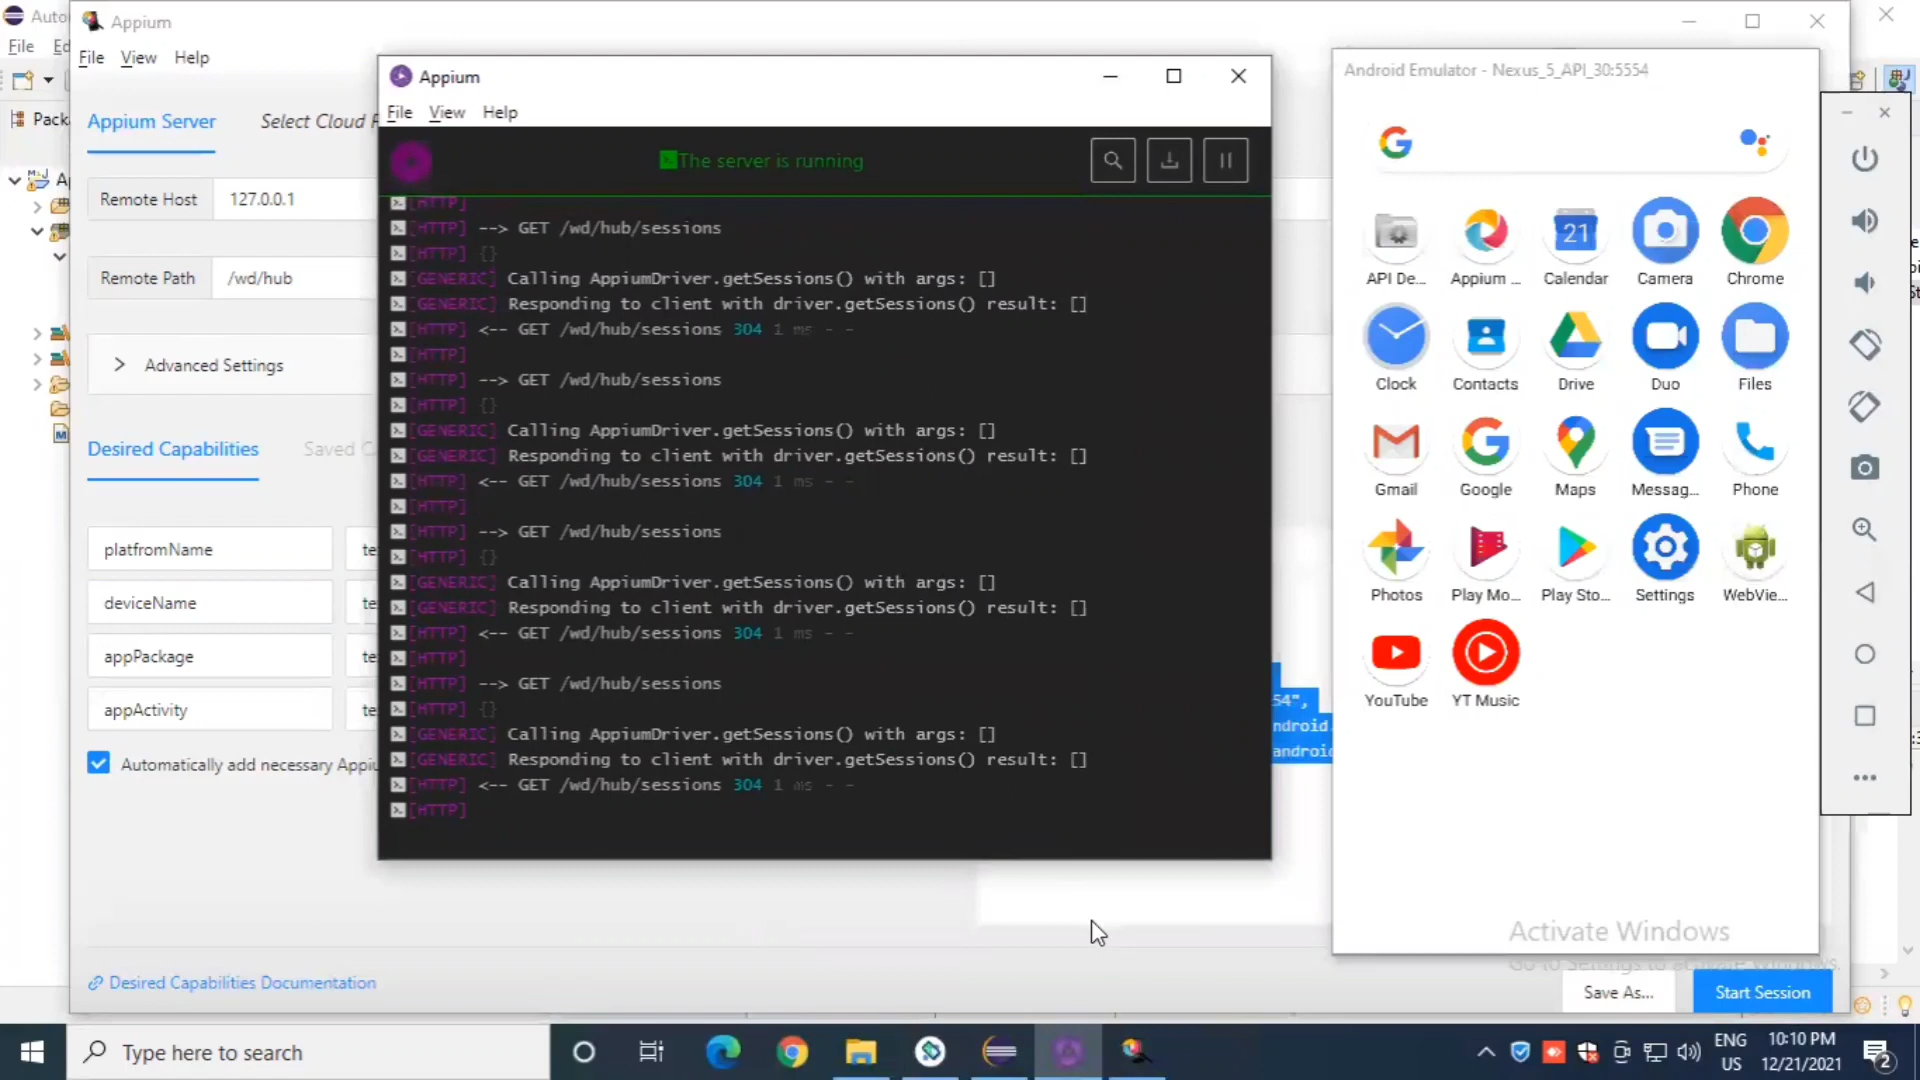 Auto
File
Ed
Pack
Appium
File View Help
Appium Server
Select Cloud
Remote Host
127.0.0.1
Remote Path
/wd/hub
Advanced Settings
Desired Capabilities
Saved
platfromName
deviceName
appPackage
appActivity
Automatically add necessary Appiu
Desired Capabilities Documentation
Save As...
Start Session
Appium
File View Help
The server is running
[HTTP]
[HTTP] --> GET /wd/hub/sessions
[HTTP] {}
[GENERIC] Calling AppiumDriver.getSessions() with args: []
[GENERIC] Responding to client with driver.getSessions() result: []
[HTTP] <-- GET /wd/hub/sessions 304 1 ms - -
[HTTP]
[HTTP] --> GET /wd/hub/sessions
[HTTP] {}
[GENERIC] Calling AppiumDriver.getSessions() with args: []
[GENERIC] Responding to client with driver.getSessions() result: []
[HTTP] <-- GET /wd/hub/sessions 304 1 ms - -
[HTTP]
[HTTP] --> GET /wd/hub/sessions
[HTTP] {}
[GENERIC] Calling AppiumDriver.getSessions() with args: []
[GENERIC] Responding to client with driver.getSessions() result: []
[HTTP] <-- GET /wd/hub/sessions 304 1 ms - -
[HTTP]
[HTTP] --> GET /wd/hub/sessions
[HTTP] {}
[GENERIC] Calling AppiumDriver.getSessions() with args: []
[GENERIC] Responding to client with driver.getSessions() result: []
[HTTP] <-- GET /wd/hub/sessions 304 1 ms - -
[HTTP]
54",
ndroid.
androi
Android Emulator - Nexus_5_API_30:5554
21
API De... Appium ... Calendar Camera Chrome
Clock Contacts Drive Duo Files
Gmail Google Maps Messag... Phone
Photos Play Mo... Play Sto... Settings WebVie...
YouTube YT Music
Activate Windows
Go to Settings to activate Windows.
Type here to search
ENG
US
10:10 PM
12/21/2021
2